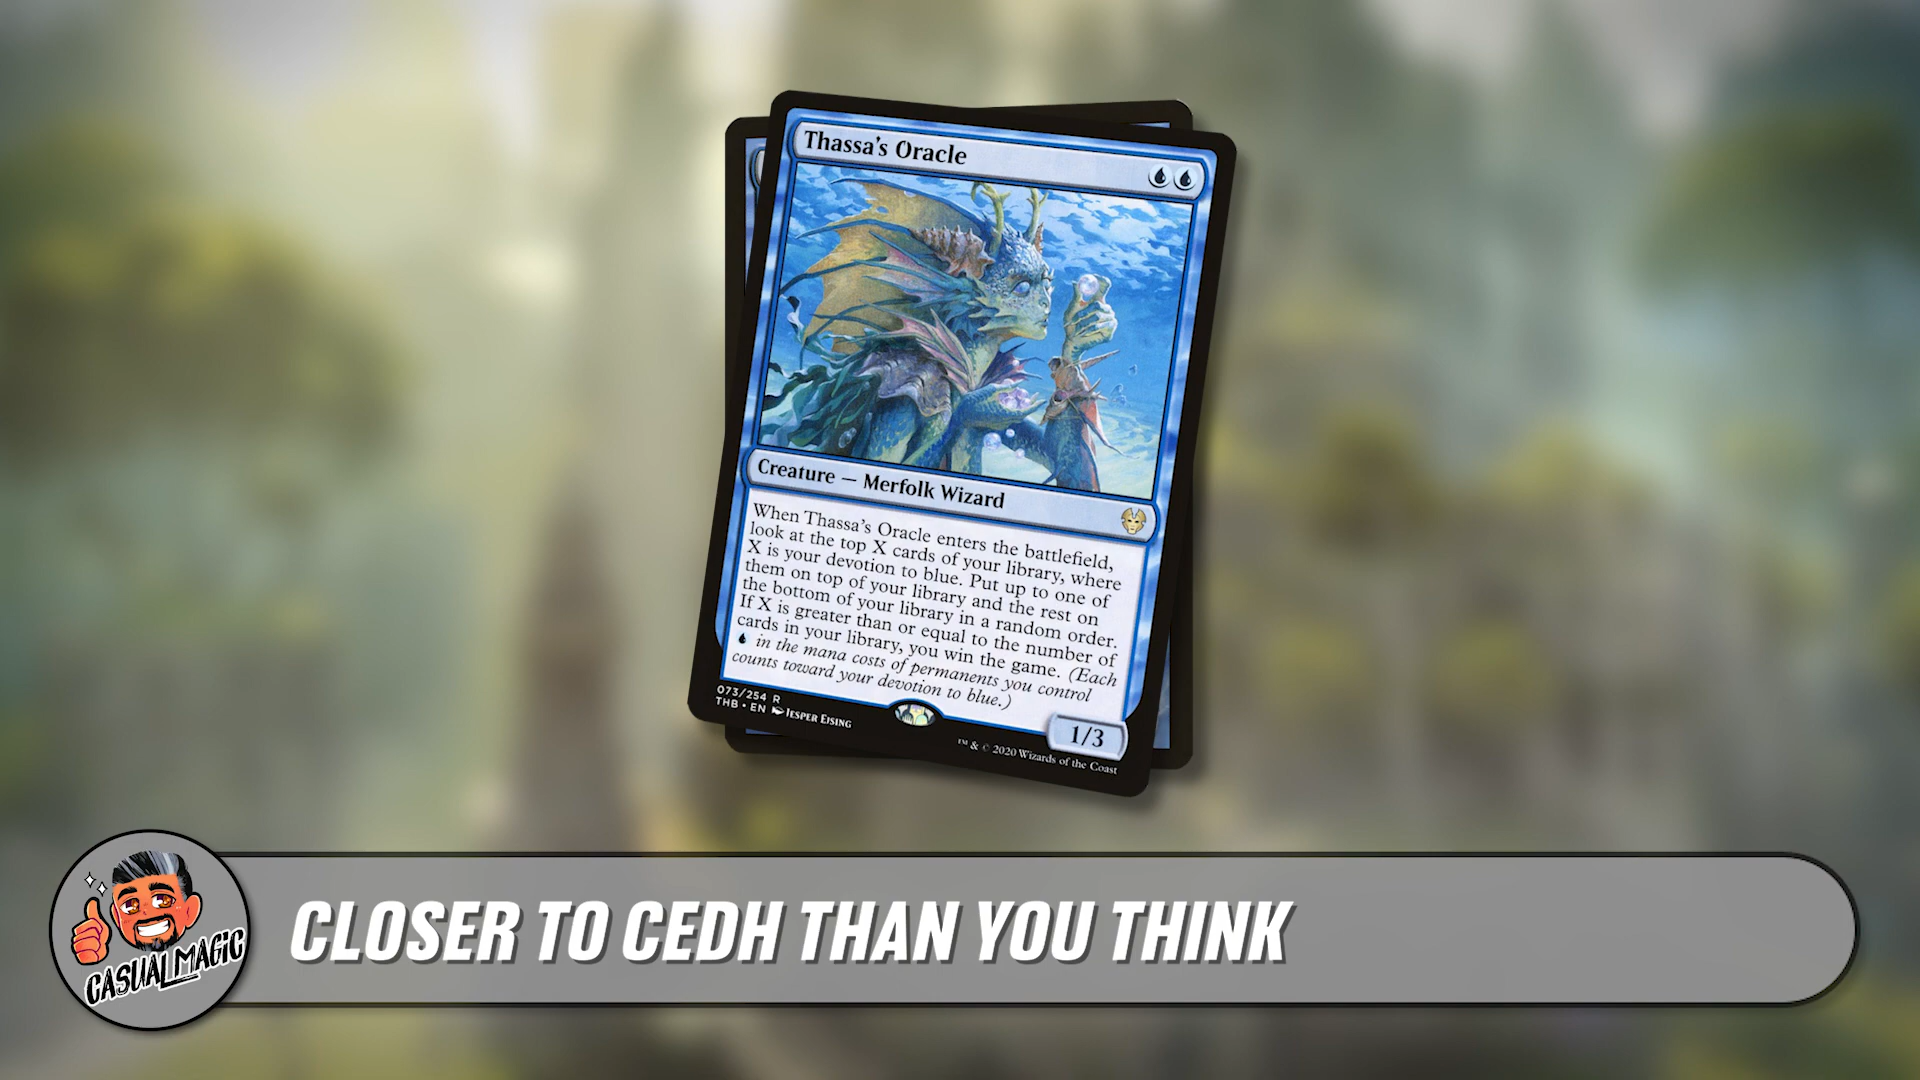 Thassa's Oracle
Creature — Merfolk Wizard
When Thassa's Oracle enters the battlefield,
look at the top X cards of your library, where
X is your devotion to blue. Put up to one of
them on top of your library and the rest on
the bottom of your library in a random order.
If X is greater than or equal to the number of
cards in your library, you win the game. (Each
in the mana costs of permanents you control
counts toward your devotion to blue.)
073/254 R
THB • EN JESPER EJSING
1/3
™ & © 2020 Wizards of the Coast
CASUAL MAGIC
CLOSER TO CEDH THAN YOU THINK